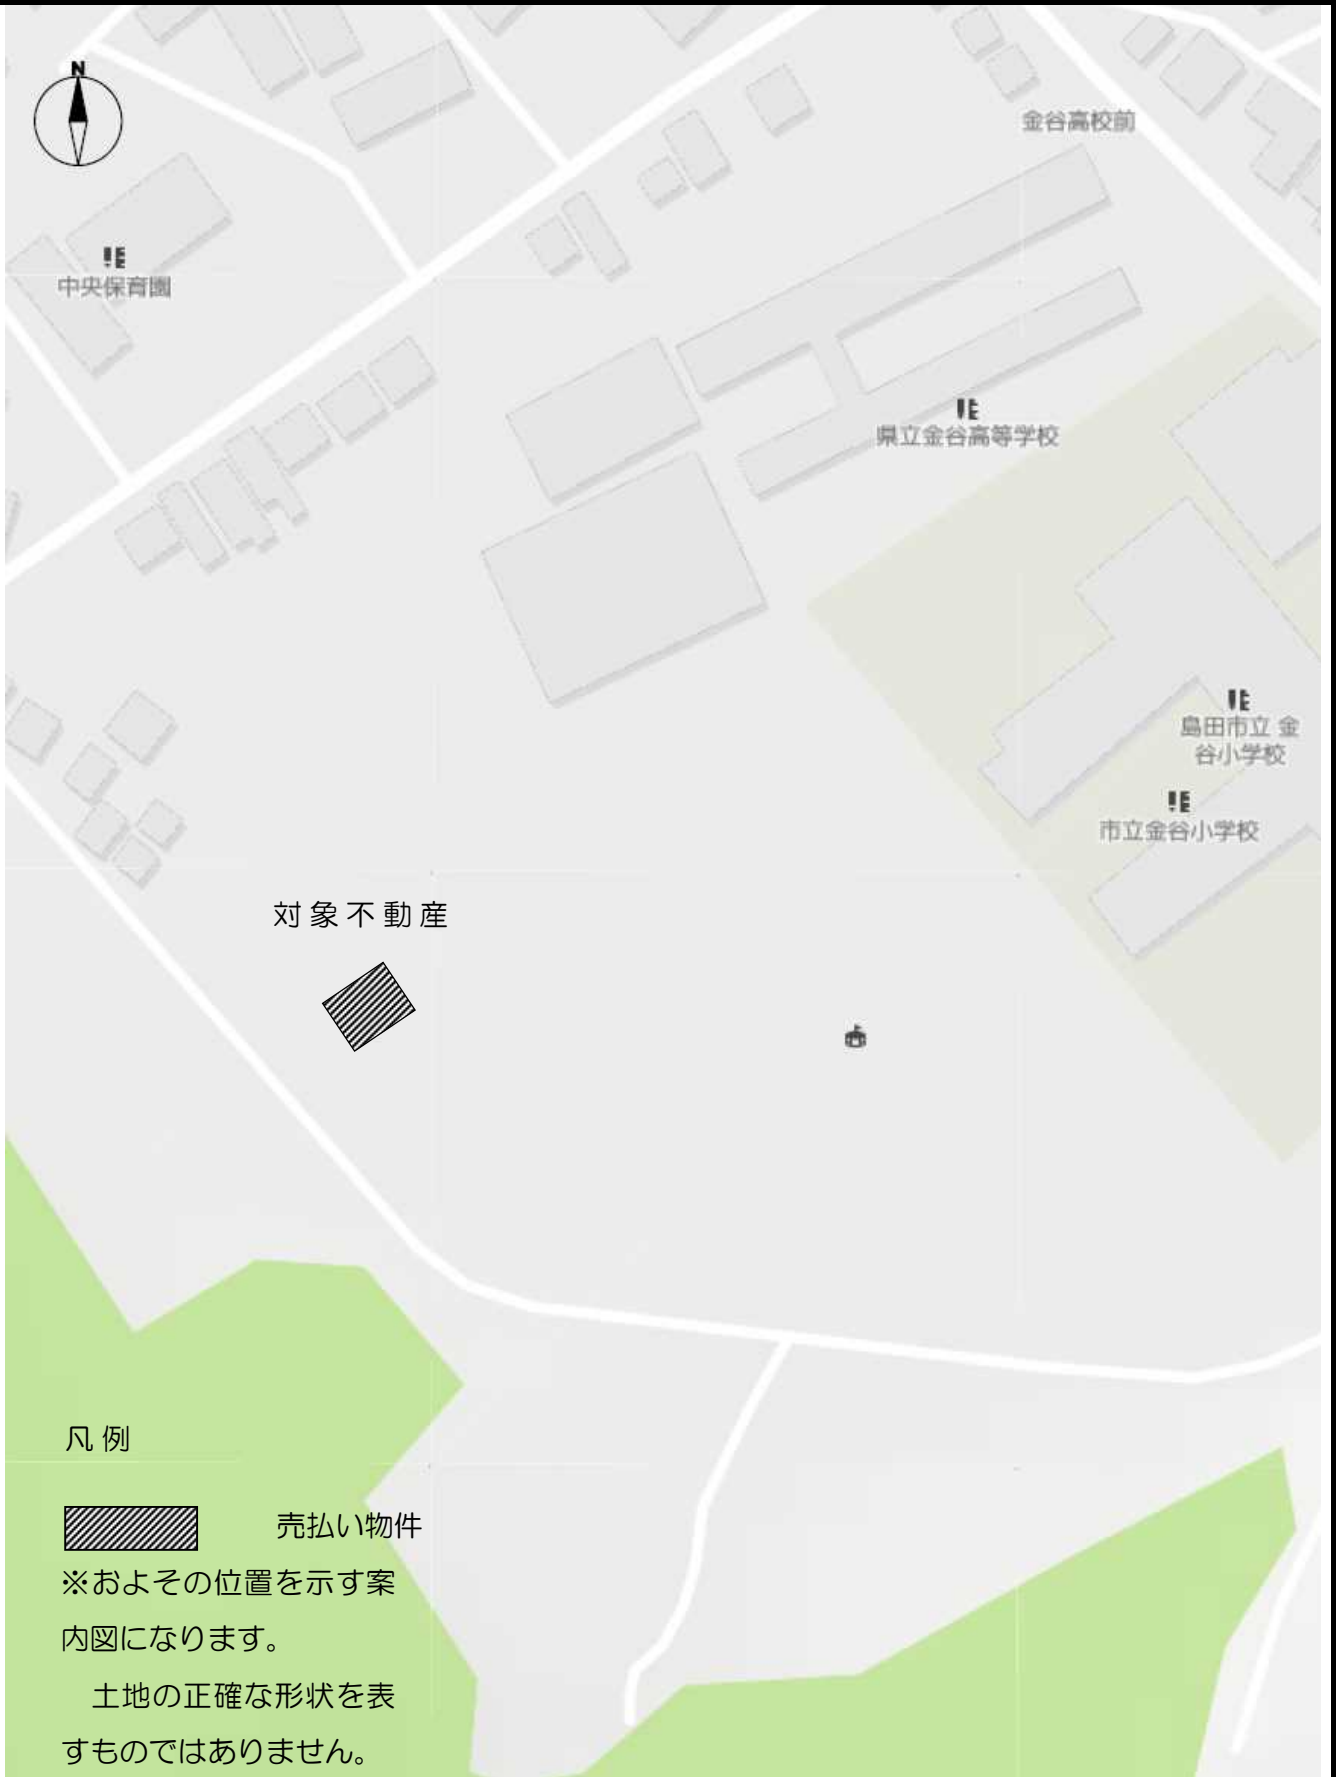 N
金谷高校前
中央保育園
県立金谷高等学校
島田市立 金
谷小学校
市立金谷小学校
対象不動産
凡例
売払い物件
※およその位置を示す案
内図になります。
　土地の正確な形状を表
すものではありません。